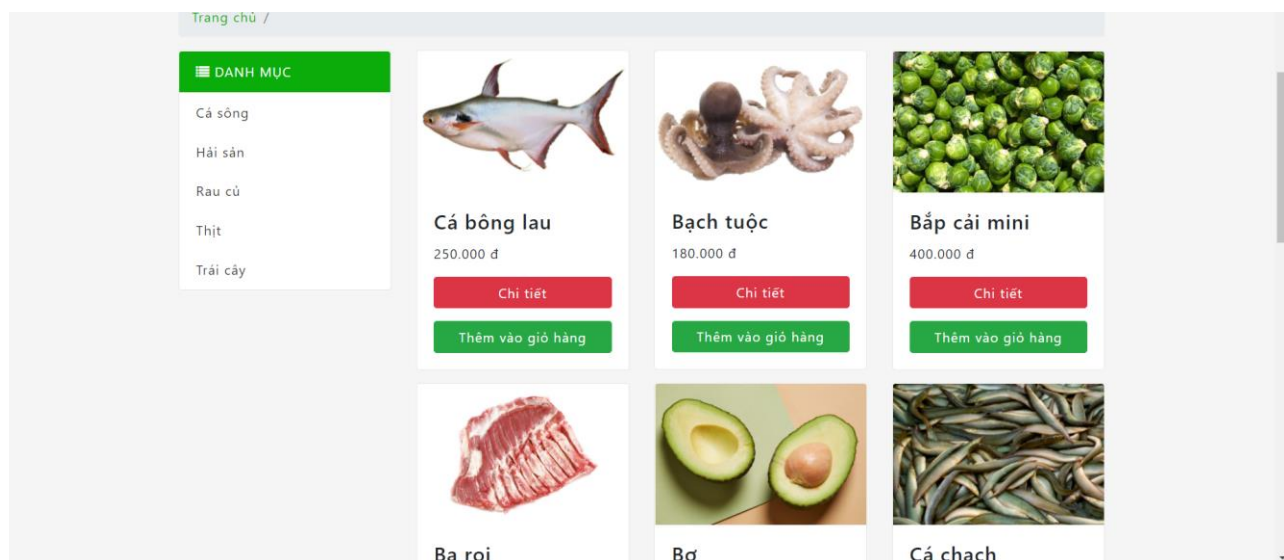 Trang chủ /
DANH MỤC
Cá sông
Hải sản
Rau củ
Thịt
Trái cây
Cá bông lau
250.000 đ
Chi tiết
Thêm vào giỏ hàng
Bạch tuộc
180.000 đ
Chi tiết
Thêm vào giỏ hàng
Bắp cải mini
400.000 đ
Chi tiết
Thêm vào giỏ hàng
Ba rọi
Bơ
Cá chạch